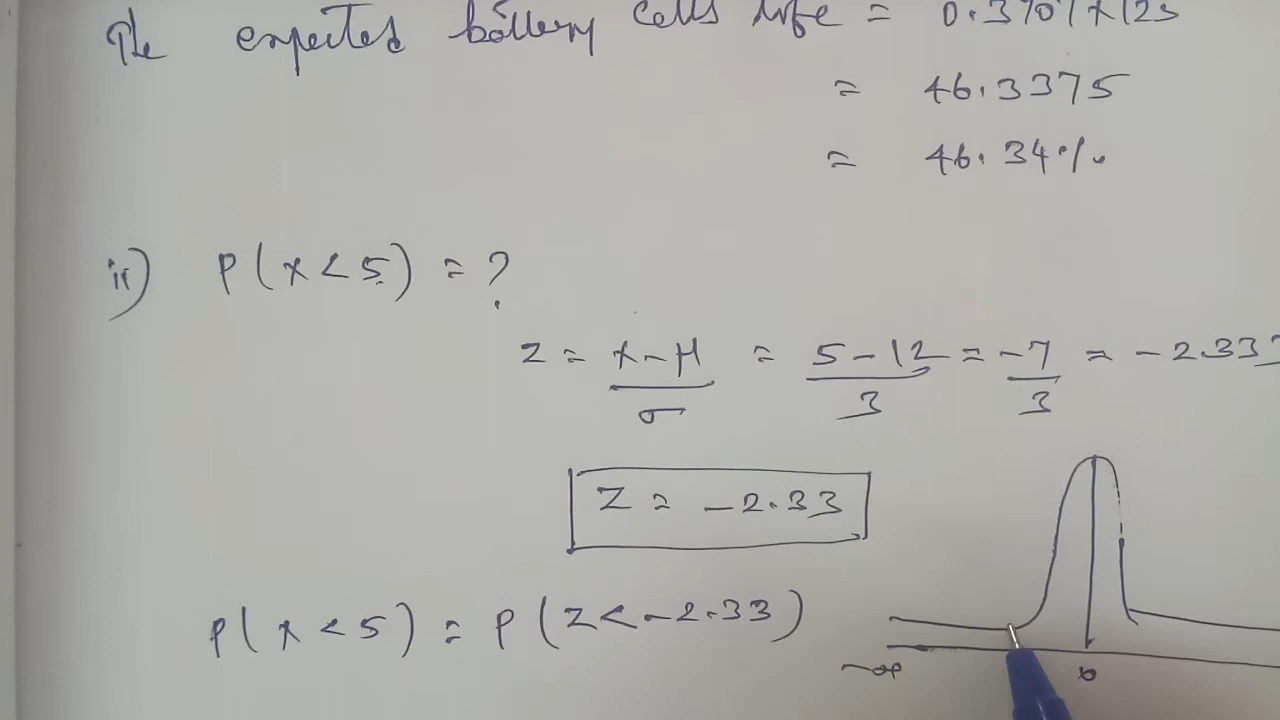 The expected battery cells life = 0.3707 × 125
= 46.3375
= 46.34 %
ii) P(x < 5) = ?
z = x - μ / σ = 5 - 12 / 3 = -7 / 3 = -2.333
Z = -2.33
P(x < 5) = P(Z < -2.33)
-∞ 0